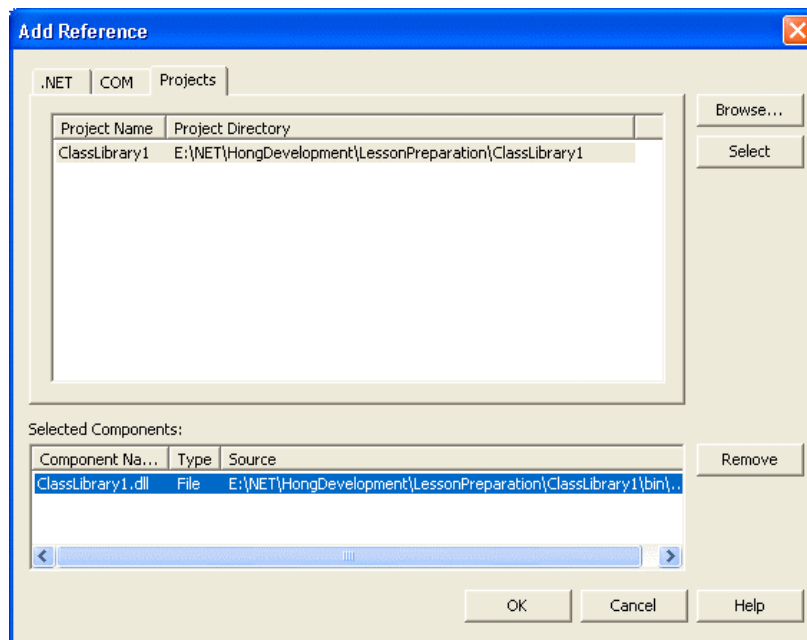 Add Reference
.NET COM Projects
Browse...
Project Name Project Directory
ClassLibrary1 E:\NET\HongDevelopment\LessonPreparation\ClassLibrary1
Select
Selected Components:
Component Na... Type Source
Remove
ClassLibrary1.dll File E:\NET\HongDevelopment\LessonPreparation\ClassLibrary1\bin\...
OK Cancel Help